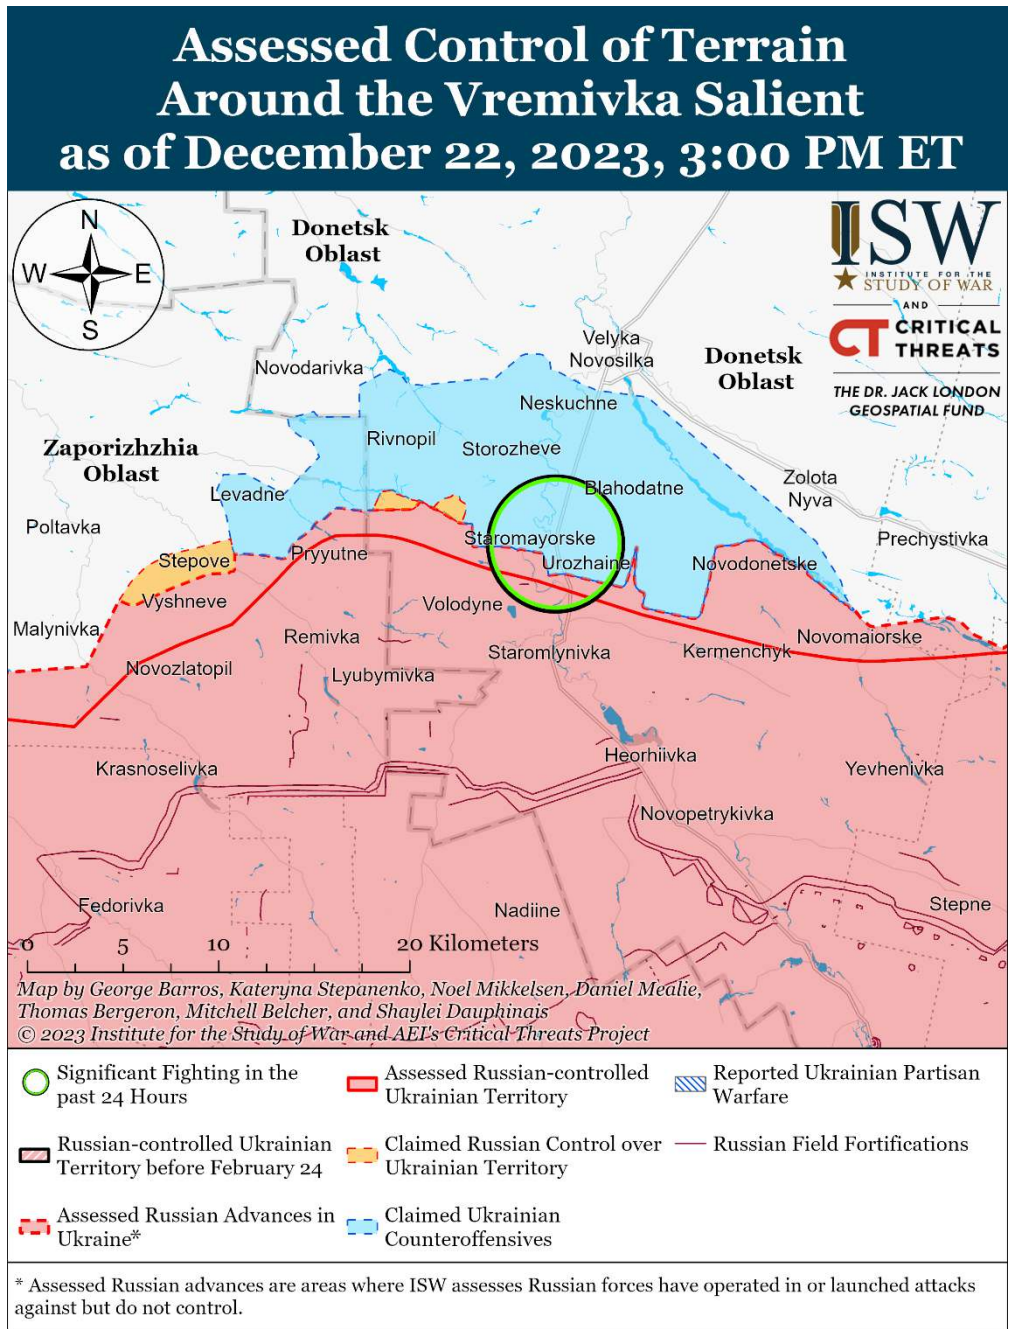 Assessed Control of Terrain
Around the Vremivka Salient
as of December 22, 2023, 3:00 PM ET
N
W
E
S
Donetsk
Oblast
ISW
INSTITUTE FOR THE
STUDY OF WAR
AND
CT CRITICAL
THREATS
THE DR. JACK LONDON
GEOSPATIAL FUND
Velyka
Novosilka
Donetsk
Oblast
Novodarivka
Neskuchne
Rivnopil
Storozheve
Zaporizhzhia
Oblast
Levadne
Blahodatne
Zolota
Nyva
Poltavka
Staromayorske
Prechystivka
Pryyutne
Stepove
Urozhaine
Novodonetske
Vyshneve
Volodyne
Malynivka
Remivka
Novomaiorske
Staromlynivka
Kermenchyk
Novozlatopil
Lyubymivka
Heorhiivka
Krasnoselivka
Yevhenivka
Novopetrykivka
Fedorivka
Nadiine
Stepne
0 5 10 20 Kilometers
Map by George Barros, Kateryna Stepanenko, Noel Mikkelsen, Daniel Mealie,
Thomas Bergeron, Mitchell Belcher, and Shaylei Dauphinais
© 2023 Institute for the Study of War and AEI's Critical Threats Project
Significant Fighting in the
past 24 Hours
Russian-controlled Ukrainian
Territory before February 24
Assessed Russian Advances in
Ukraine*
Assessed Russian-controlled
Ukrainian Territory
Claimed Russian Control over
Ukrainian Territory
Claimed Ukrainian
Counteroffensives
Reported Ukrainian Partisan
Warfare
Russian Field Fortifications
* Assessed Russian advances are areas where ISW assesses Russian forces have operated in or launched attacks
against but do not control.